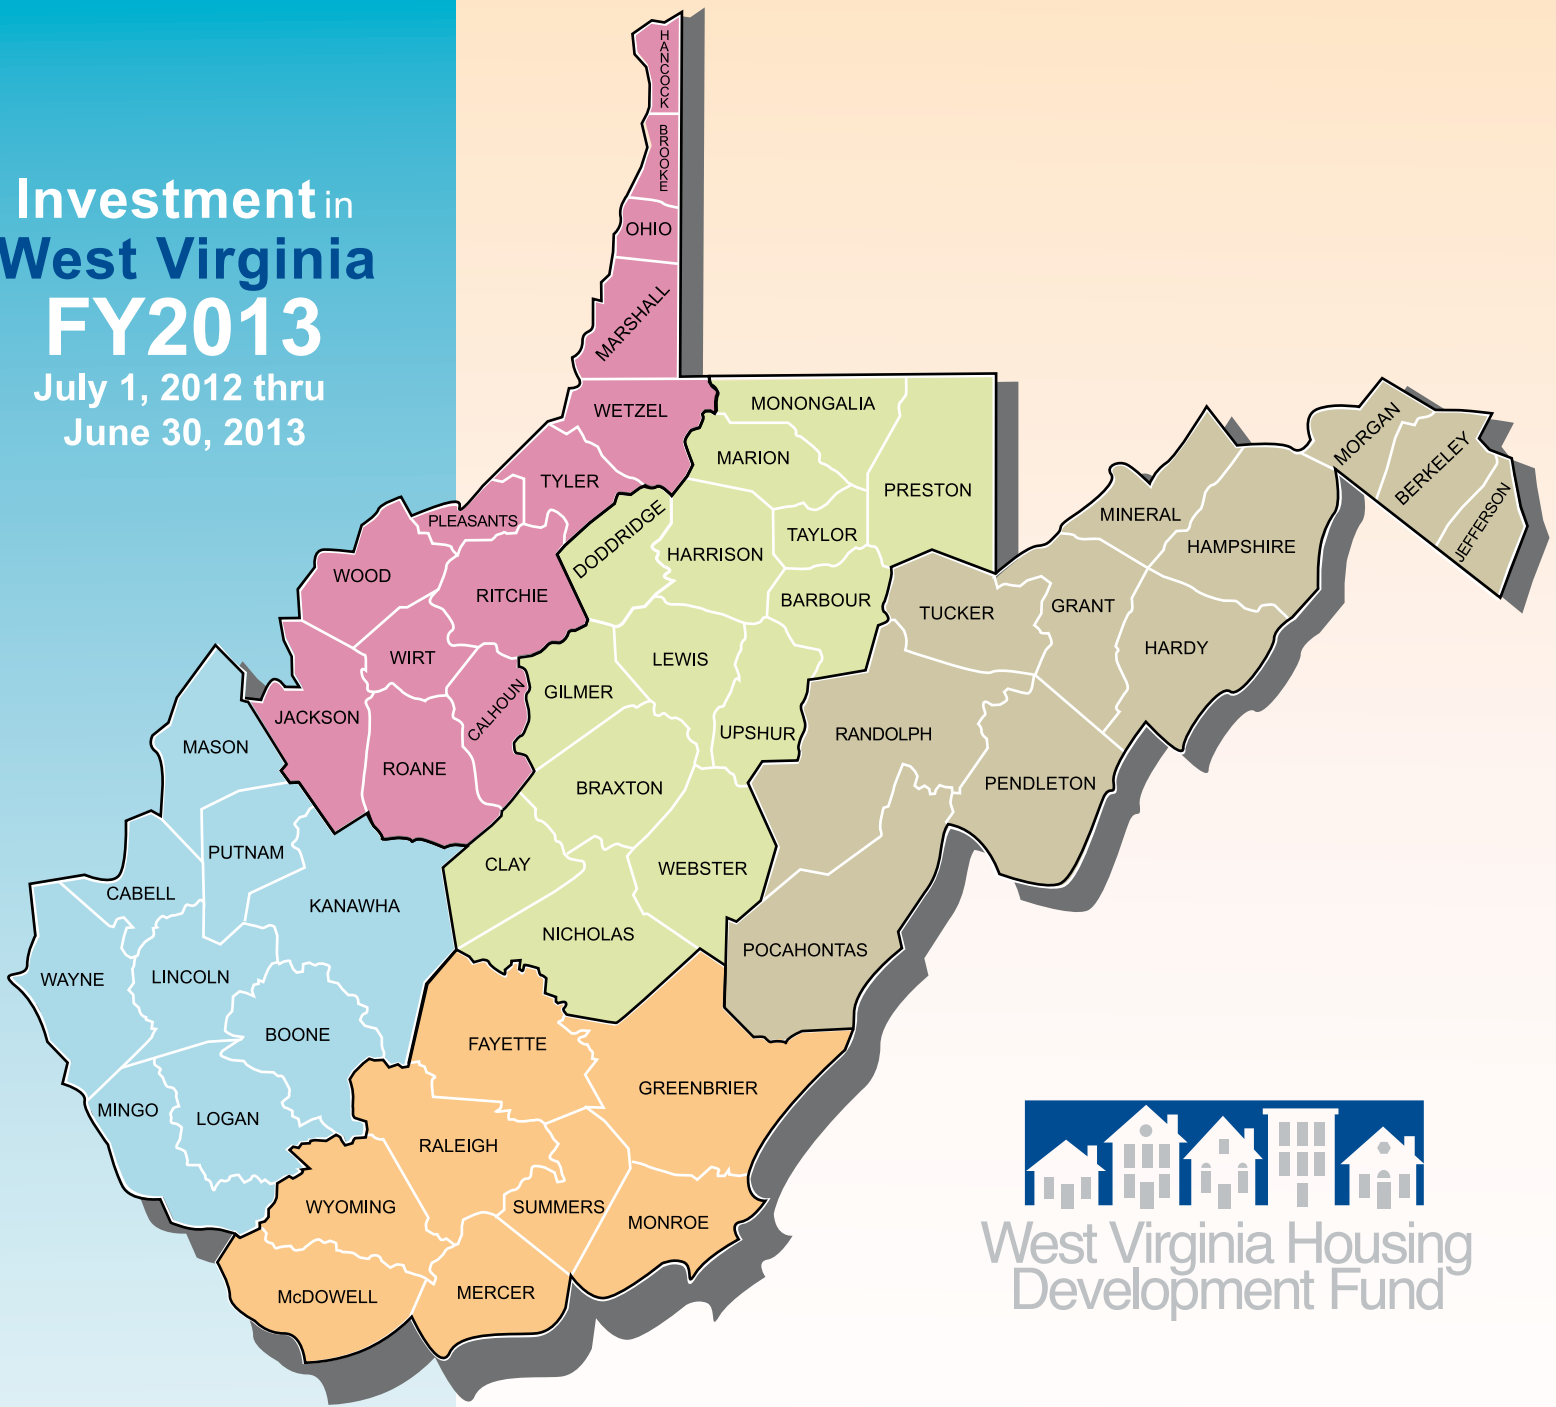 Investment in
West Virginia
FY2013
July 1, 2012 thru
June 30, 2013
HANCOCK
BROOKE
OHIO
MARSHALL
WETZEL
MONONGALIA
MARION
TYLER
PRESTON
PLEASANTS
DODDRIDGE
HARRISON
TAYLOR
MORGAN
BERKELEY
JEFFERSON
MINERAL
HAMPSHIRE
WOOD
RITCHIE
BARBOUR
TUCKER
GRANT
HARDY
WIRT
LEWIS
GILMER
CALHOUN
JACKSON
UPSHUR
RANDOLPH
MASON
ROANE
BRAXTON
PENDLETON
PUTNAM
CLAY
WEBSTER
CABELL
KANAWHA
NICHOLAS
POCAHONTAS
WAYNE
LINCOLN
BOONE
FAYETTE
GREENBRIER
MINGO
LOGAN
RALEIGH
WYOMING
SUMMERS
MONROE
McDOWELL
MERCER
West Virginia Housing
Development Fund